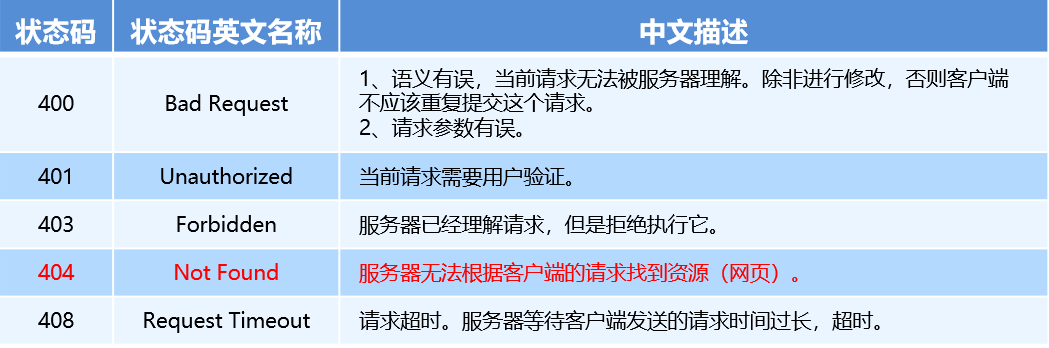 状态码 状态码英文名称 中文描述
400 Bad Request 1、语义有误，当前请求无法被服务器理解。除非进行修改，否则客户端
不应该重复提交这个请求。
2、请求参数有误。
401 Unauthorized 当前请求需要用户验证。
403 Forbidden 服务器已经理解请求，但是拒绝执行它。
404 Not Found 服务器无法根据客户端的请求找到资源（网页）。
408 Request Timeout 请求超时。服务器等待客户端发送的请求时间过长，超时。